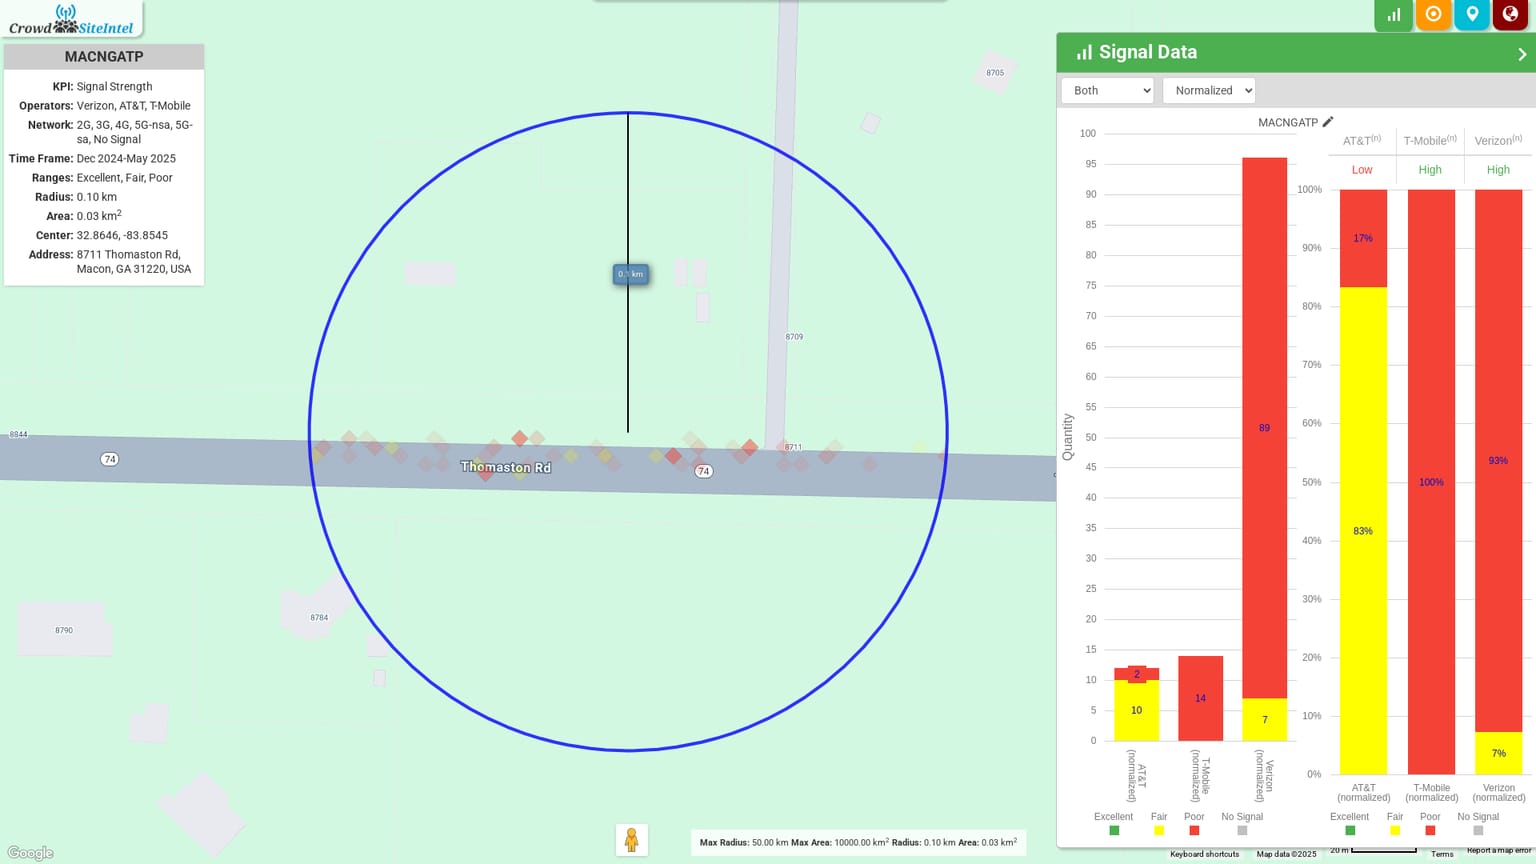 Crowd SiteIntel
MACNGATP
KPI: Signal Strength
Operators: Verizon, AT&T, T-Mobile
Network: 2G, 3G, 4G, 5G-nsa, 5G-
sa, No Signal
Time Frame: Dec 2024-May 2025
Ranges: Excellent, Fair, Poor
Radius: 0.10 km
Area: 0.03 km²
Center: 32.8646, -83.8545
Address: 8711 Thomaston Rd,
Macon, GA 31220, USA
8705
0.1 km
8709
8844
74
Thomaston Rd
74
8711
8784
8790
Google
Max Radius: 50.00 km Max Area: 10000.00 km² Radius: 0.10 km Area: 0.03 km²
Signal Data
Both
Normalized
MACNGATP
Quantity
100
95
90
85
80
75
70
65
60
55
50
45
40
35
30
25
20
15
10
5
0
2
10
14
89
7
AT&T
(normalized)
T-Mobile
(normalized)
Verizon
(normalized)
Excellent Fair Poor No Signal
AT&T(n) T-Mobile(n) Verizon(n)
Low High High
100%
90%
80%
70%
60%
50%
40%
30%
20%
10%
0%
17%
83%
100%
93%
7%
AT&T
(normalized)
T-Mobile
(normalized)
Verizon
(normalized)
Excellent Fair Poor No Signal
Keyboard shortcuts Map data ©2025 20 m Terms Report a map error